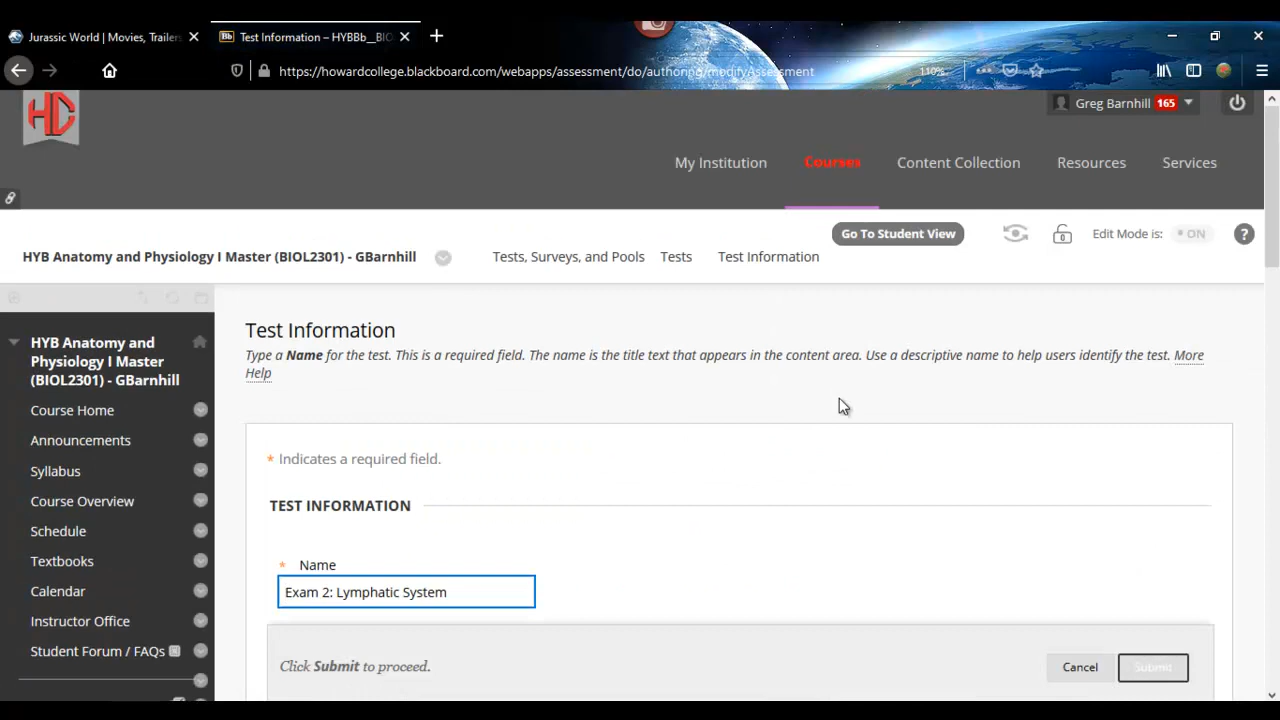 Jurassic World | Movies, Trailers
Test Information – HYBBb_BIO
https://howardcollege.blackboard.com/webapps/assessment/do/authoring/modifyAssessment
110%
HC
Greg Barnhill 165
My Institution
Courses
Content Collection
Resources
Services
Go To Student View
Edit Mode is:
ON
?
HYB Anatomy and Physiology I Master (BIOL2301) - GBarnhill
Tests, Surveys, and Pools
Tests
Test Information
HYB Anatomy and
Physiology I Master
(BIOL2301) - GBarnhill
Course Home
Announcements
Syllabus
Course Overview
Schedule
Textbooks
Calendar
Instructor Office
Student Forum / FAQs
Test Information
Type a Name for the test. This is a required field. The name is the title text that appears in the content area. Use a descriptive name to help users identify the test. More
Help
* Indicates a required field.
TEST INFORMATION
* Name
Exam 2: Lymphatic System
Click Submit to proceed.
Cancel
Submit